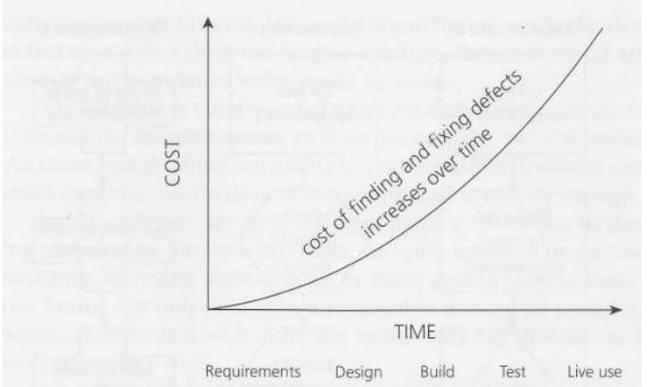 COST
cost of finding and fixing defects
increases over time
TIME
Requirements Design Build Test Live use